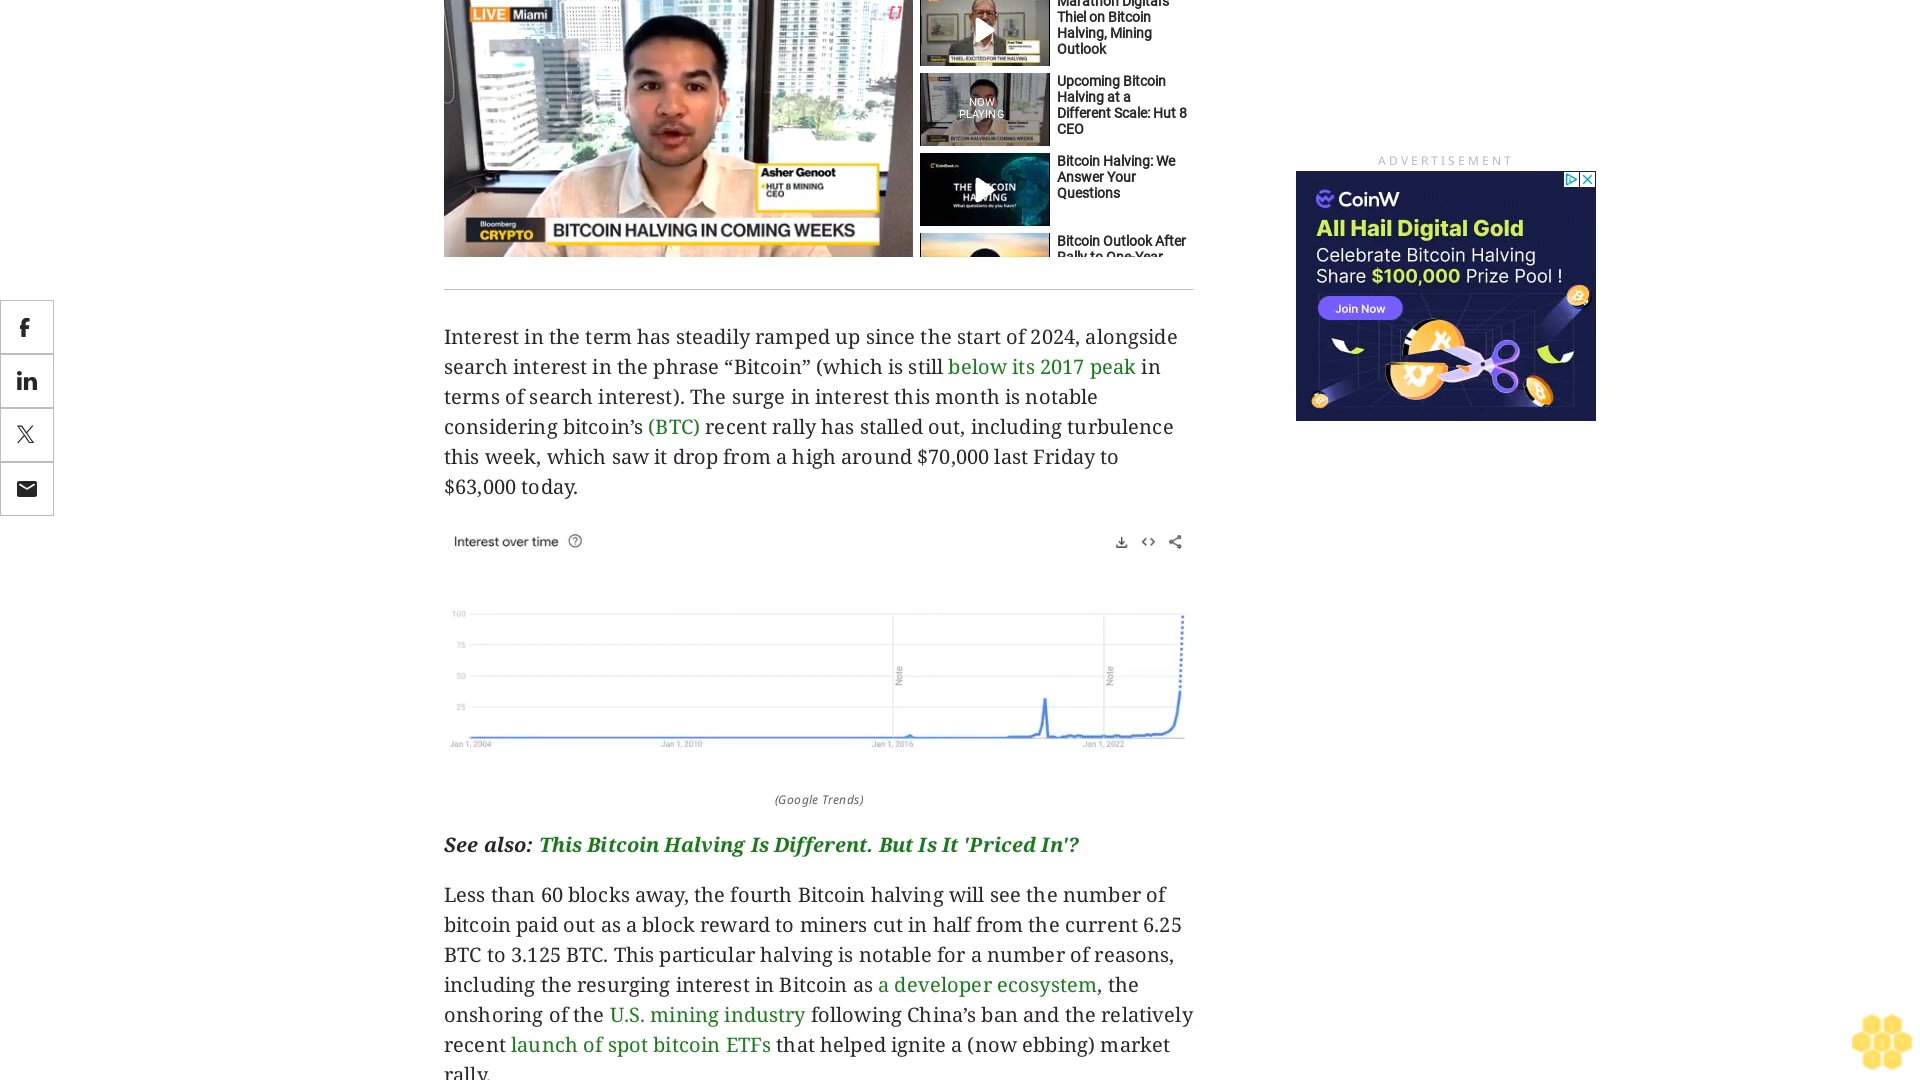 LIVE Miami
Asher Genoot
HUT 8 MINING
CEO
Bloomberg
CRYPTO
BITCOIN HALVING IN COMING WEEKS
Marathon Digital's
Thiel on Bitcoin
Halving, Mining
Outlook
NOW
PLAYING
Upcoming Bitcoin
Halving at a
Different Scale: Hut 8
CEO
THE BITCOIN
HALVING
What questions do you have?
Bitcoin Halving: We
Answer Your
Questions
Bitcoin Outlook After
Rally to One-Year
ADVERTISEMENT
CoinW
All Hail Digital Gold
Celebrate Bitcoin Halving
Share $100,000 Prize Pool !
Join Now
Interest in the term has steadily ramped up since the start of 2024, alongside
search interest in the phrase “Bitcoin” (which is still below its 2017 peak in
terms of search interest). The surge in interest this month is notable
considering bitcoin’s (BTC) recent rally has stalled out, including turbulence
this week, which saw it drop from a high around $70,000 last Friday to
$63,000 today.
Interest over time
100
75
50
25
Note
Note
Jan 1, 2004
Jan 1, 2010
Jan 1, 2016
Jan 1, 2022
(Google Trends)
See also: This Bitcoin Halving Is Different. But Is It 'Priced In'?
Less than 60 blocks away, the fourth Bitcoin halving will see the number of
bitcoin paid out as a block reward to miners cut in half from the current 6.25
BTC to 3.125 BTC. This particular halving is notable for a number of reasons,
including the resurging interest in Bitcoin as a developer ecosystem, the
onshoring of the U.S. mining industry following China’s ban and the relatively
recent launch of spot bitcoin ETFs that helped ignite a (now ebbing) market
rally.